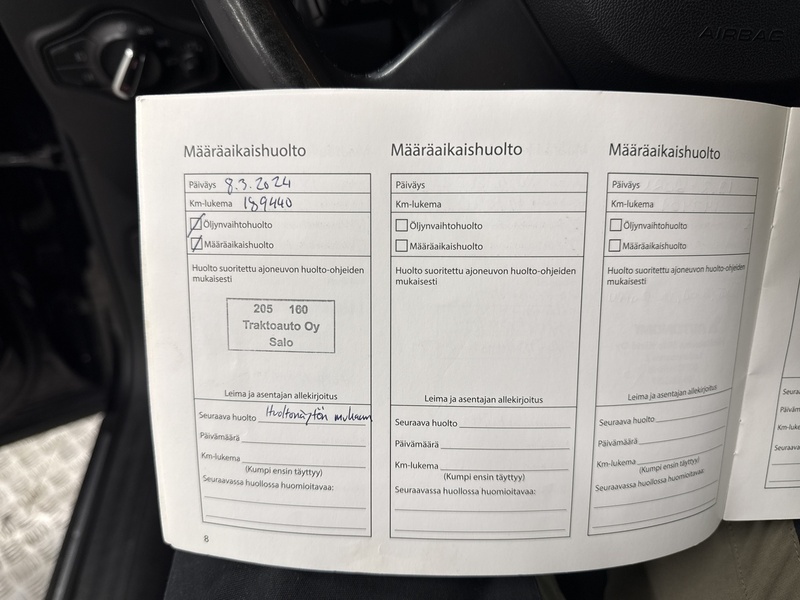 AIRBAG
Määräaikaishuolto
Päiväys 8.3.2024
Km-lukema 189440
Öljynvaihtohuolto
Määräaikaishuolto
Huolto suoritettu ajoneuvon huolto-ohjeiden
mukaisesti
205 160
Traktoauto Oy
Salo
Leima ja asentajan allekirjoitus
Seuraava huolto Huoltonäytön mukaan
Päivämäärä
Km-lukema
(Kumpi ensin täyttyy)
Seuraavassa huollossa huomioitavaa:
8
Määräaikaishuolto
Päiväys
Km-lukema
Öljynvaihtohuolto
Määräaikaishuolto
Huolto suoritettu ajoneuvon huolto-ohjeiden
mukaisesti
Leima ja asentajan allekirjoitus
Seuraava huolto
Päivämäärä
Km-lukema
(Kumpi ensin täyttyy)
Seuraavassa huollossa huomioitavaa:
Määräaikaishuolto
Päiväys
Km-lukema
Öljynvaihtohuolto
Määräaikaishuolto
Huolto suoritettu ajoneuvon huolto-ohjeiden
mukaisesti
Leima ja asentajan allekirjoitus
Seuraava huolto
Päivämäärä
Km-lukema
(Kumpi ensin täyttyy)
Seuraavassa huollossa huomioitavaa: